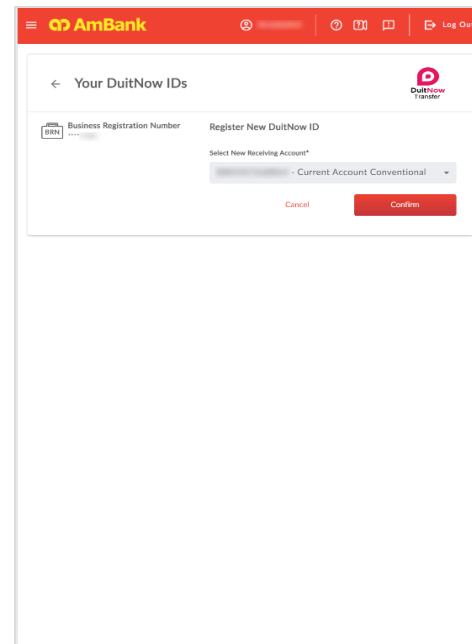 AmBank
Log Out
Your DuitNow IDs
DuitNow
Transfer
BRN
Business Registration Number
Register New DuitNow ID
Select New Receiving Account*
- Current Account Conventional
Cancel
Confirm